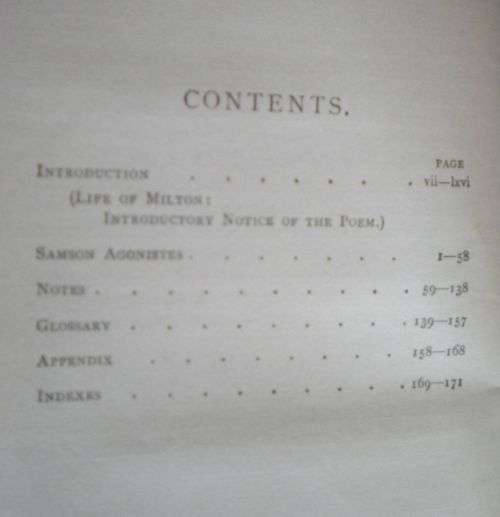 CONTENTS.
PAGE
INTRODUCTION . . . . . . . vii—lxvi
(LIFE OF MILTON:
INTRODUCTORY NOTICE OF THE POEM.)
SAMSON AGONISTES . . . . . . . 1—58
NOTES . . . . . . . . . . 59—138
GLOSSARY . . . . . . . . . 139—157
APPENDIX . . . . . . . 158—168
INDEXES . . . . . . . . . 169—171